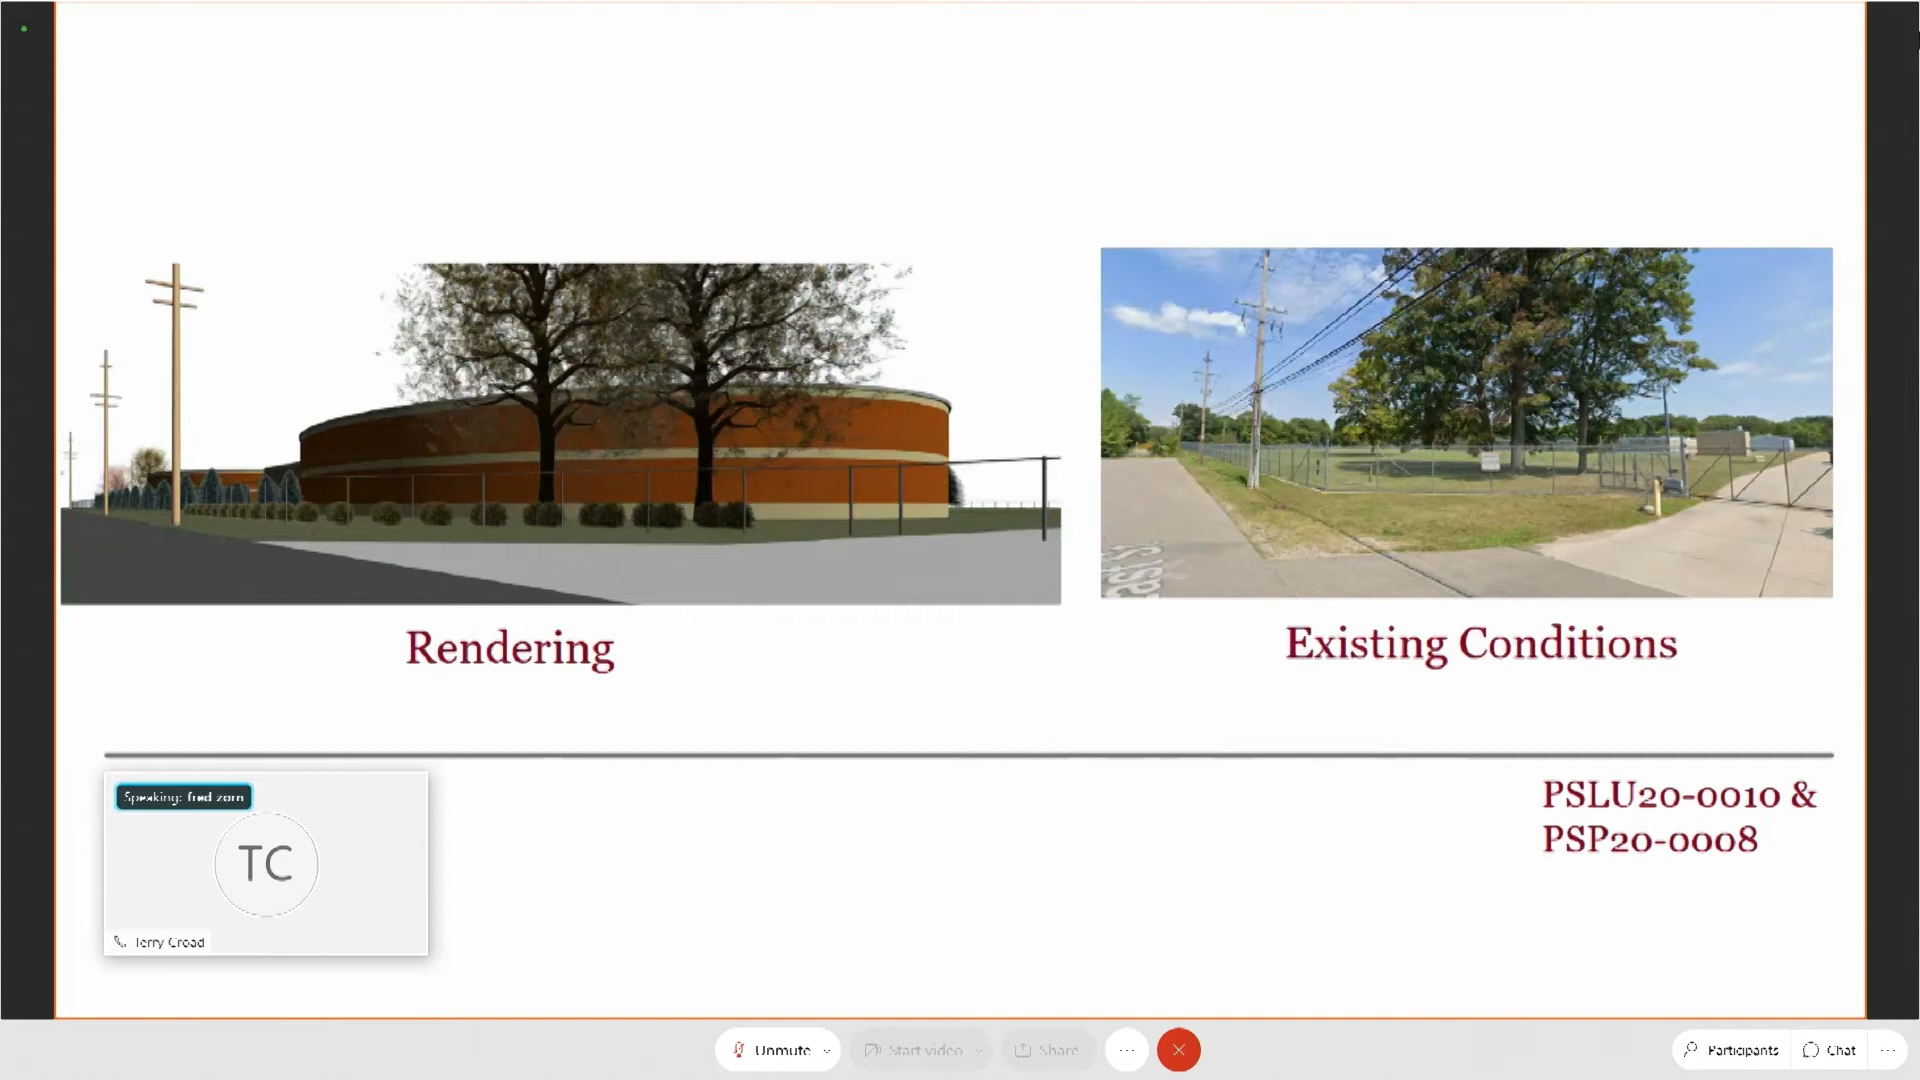 Rendering
Existing Conditions
PSLU20-0010 &
PSP20-0008
Speaking: fred zorn
TC
Terry Croad
Unmute
Start video
Share
Participants
Chat